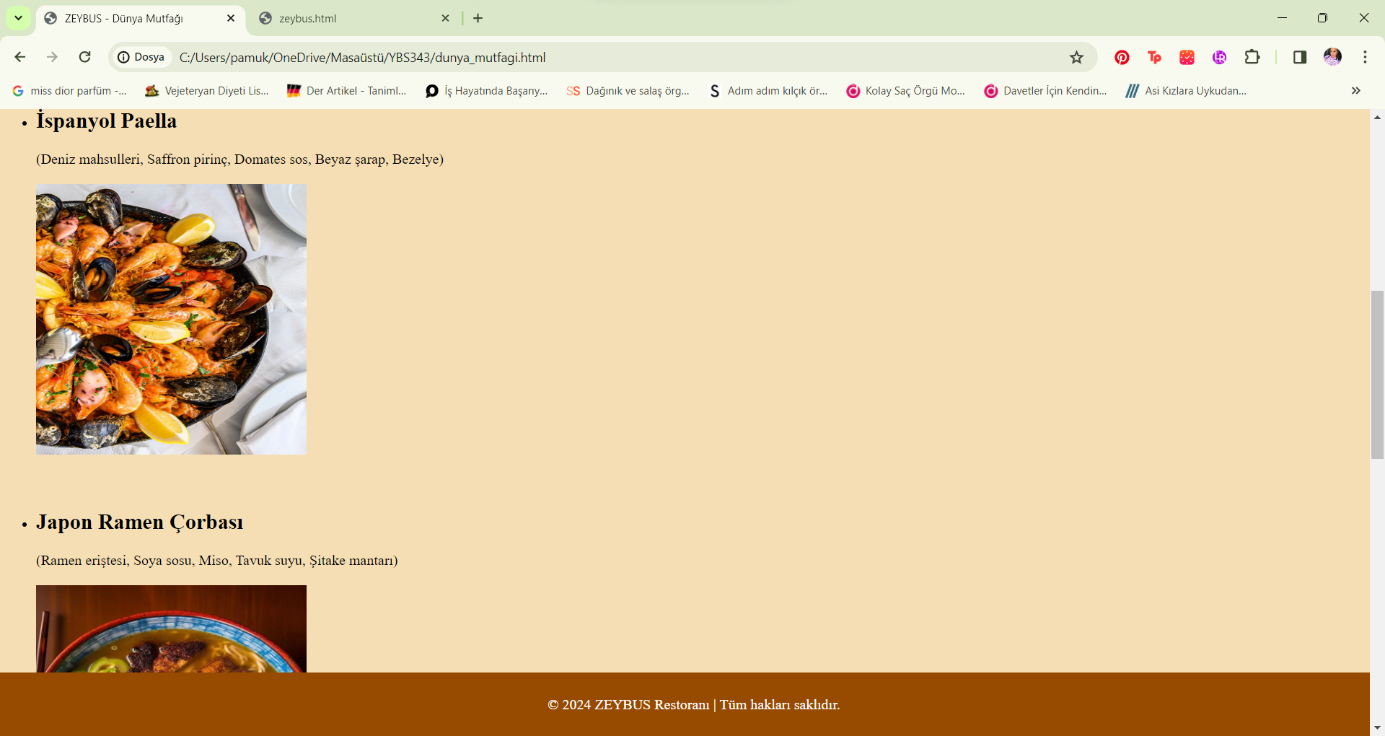 ZEYBUS - Dünya Mutfağı
zeybus.html
Dosya
C:/Users/pamuk/OneDrive/Masaüstü/YBS343/dunya_mutfagi.html
miss dior parfüm -...
Vejeteryan Diyeti Lis...
Der Artikel - Taniml...
İş Hayatında Başarıy...
Dağınık ve salaş örg...
Adım adım kılçık ör...
Kolay Saç Örgü Mo...
Davetler İçin Kendin...
Asi Kızlara Uykudan...
İspanyol Paella
(Deniz mahsulleri, Saffron pirinç, Domates sos, Beyaz şarap, Bezelye)
Japon Ramen Çorbası
(Ramen eriştesi, Soya sosu, Miso, Tavuk suyu, Şitake mantarı)
© 2024 ZEYBUS Restoranı | Tüm hakları saklıdır.